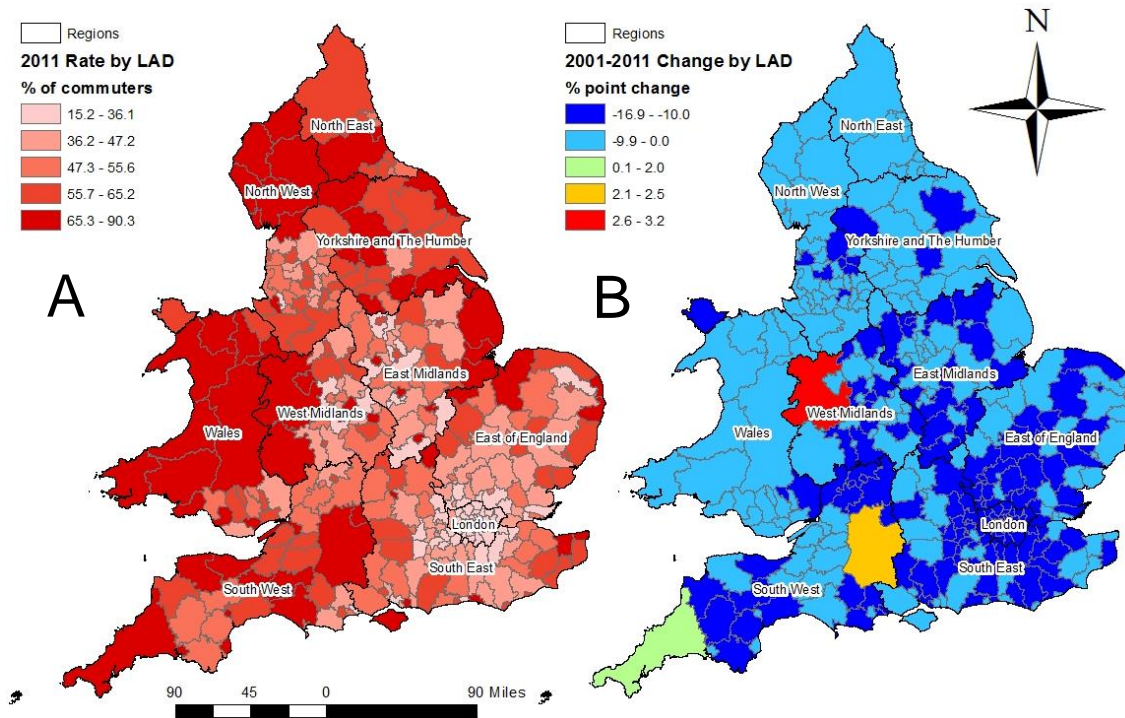 Regions
2011 Rate by LAD
% of commuters
15.2 - 36.1
36.2 - 47.2
47.3 - 55.6
55.7 - 65.2
65.3 - 90.3
A
North East
North West
Yorkshire and The Humber
East Midlands
West Midlands
Wales
East of England
London
South East
South West
90 45 0 90 Miles
Regions
2001-2011 Change by LAD
% point change
-16.9 - -10.0
-9.9 - 0.0
0.1 - 2.0
2.1 - 2.5
2.6 - 3.2
N
B
North East
North West
Yorkshire and The Humber
East Midlands
West Midlands
Wales
East of England
London
South East
South West